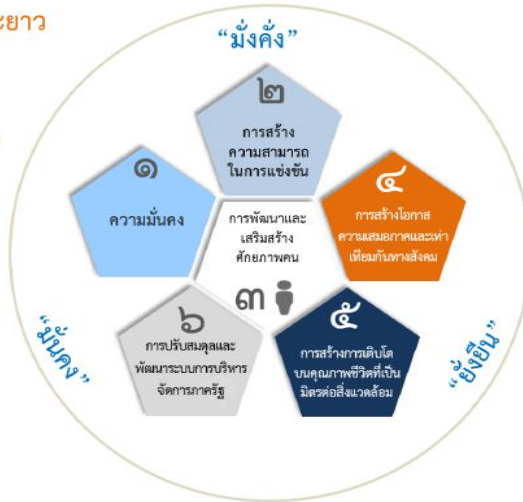 ะยาว
“มั่งคั่ง”
๒
การสร้าง
ความสามารถ
ในการแข่งขัน
๑
ความมั่นคง
๔
การสร้างโอกาส
ความเสมอภาคและเท่า
เทียมกันทางสังคม
การพัฒนาและ
เสริมสร้าง
ศักยภาพคน
๓
๖
การปรับสมดุลและ
พัฒนาระบบการบริหาร
จัดการภาครัฐ
๕
การสร้างการเติบโต
บนคุณภาพชีวิตที่เป็น
มิตรต่อสิ่งแวดล้อม
“มั่นคง”
“ยั่งยืน”